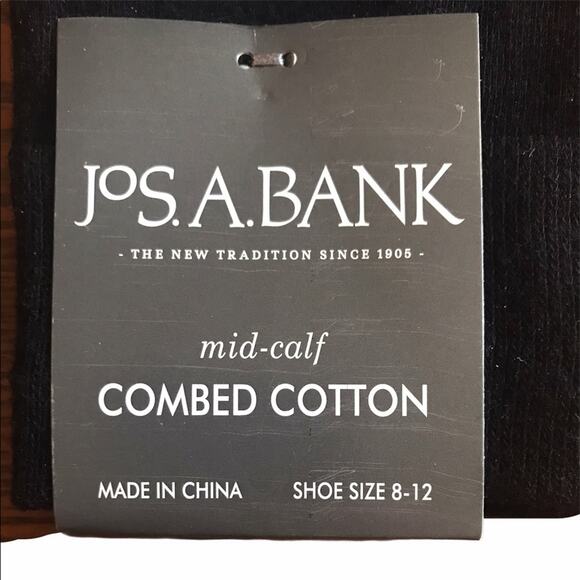 JOS. A. BANK
- THE NEW TRADITION SINCE 1905 -
mid-calf
COMBED COTTON
MADE IN CHINA SHOE SIZE 8-12